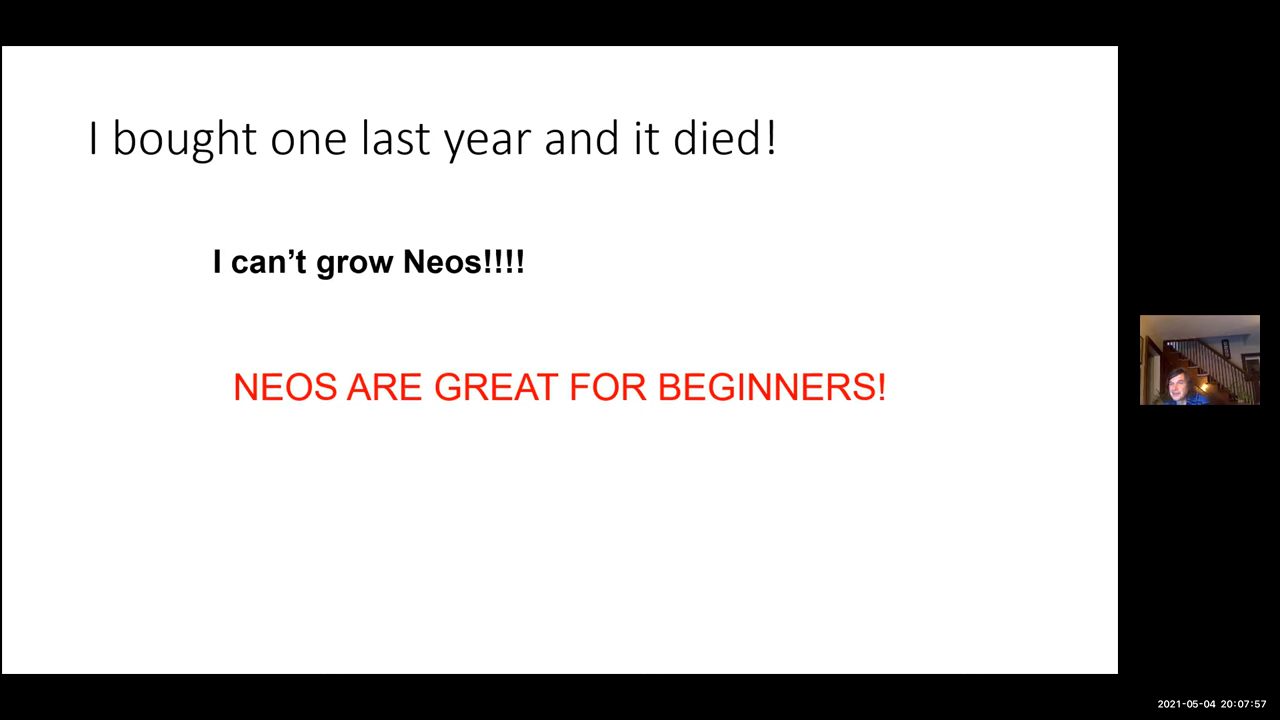 I bought one last year and it died!
I can’t grow Neos!!!!
NEOS ARE GREAT FOR BEGINNERS!
2021-05-04 20:07:57